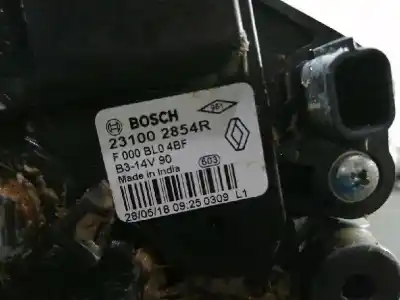 BOSCH
23100 2854R
F 000 BL0 4BF
B3-14V 90
603
Made in India
28/05/18 09:25 0309 L1